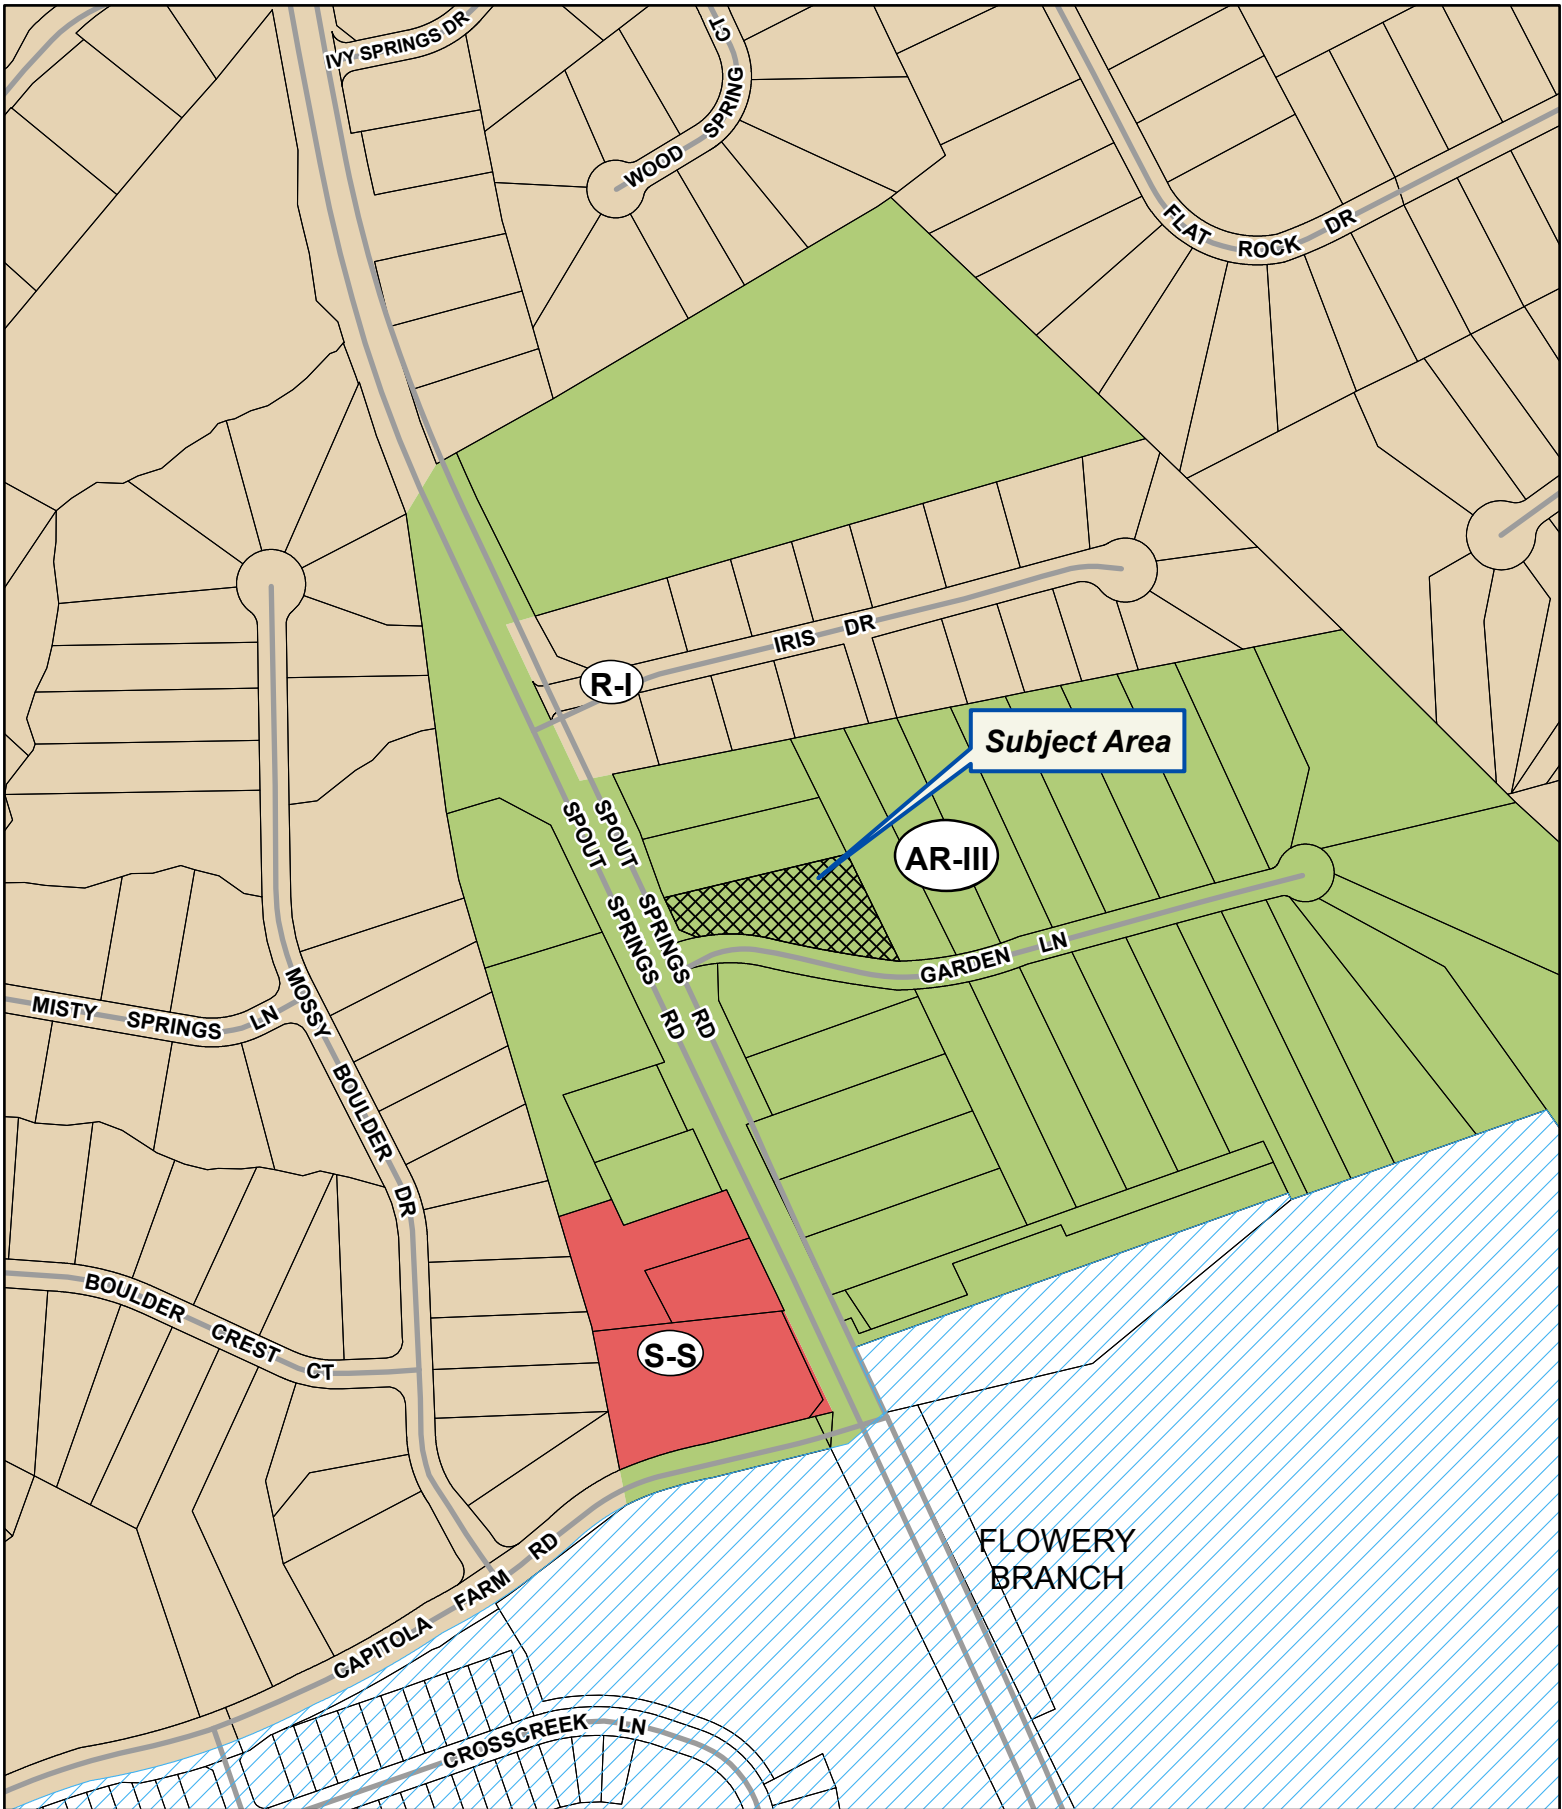 IVY SPRINGS DR
WOOD SPRING CT
FLAT ROCK DR
IRIS DR
R-I
Subject Area
AR-III
SPOUT SPRINGS RD
SPOUT SPRINGS RD
GARDEN LN
MISTY SPRINGS LN
MOSSY BOULDER DR
BOULDER CREST CT
S-S
FLOWERY
BRANCH
CAPITOLA FARM RD
CROSSCREEK LN